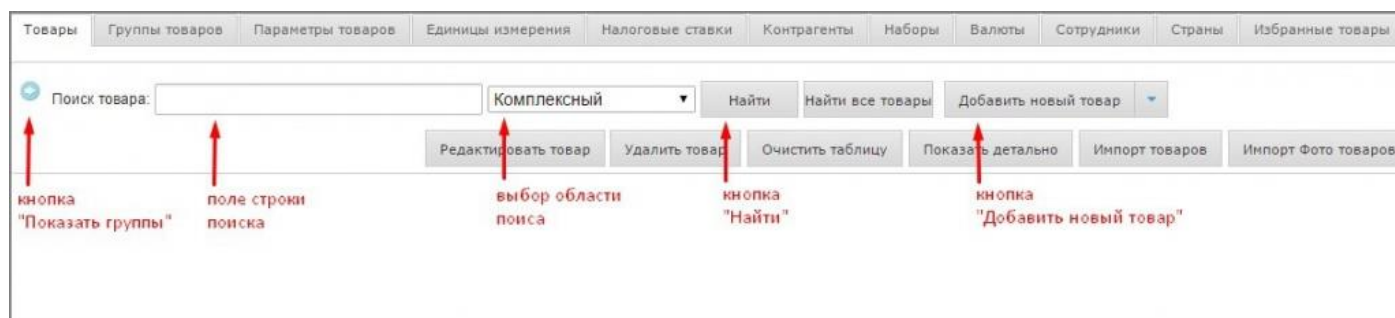 Товары Группы товаров Параметры товаров Единицы измерения Налоговые ставки Контрагенты Наборы Валюты Сотрудники Страны Избранные товары
Поиск товара: Комплексный Найти Найти все товары Добавить новый товар
Редактировать товар Удалить товар Очистить таблицу Показать детально Импорт товаров Импорт Фото товаров
кнопка поле строки выбор области кнопка кнопка
"Показать группы" поиска поиса "Найти" "Добавить новый товар"